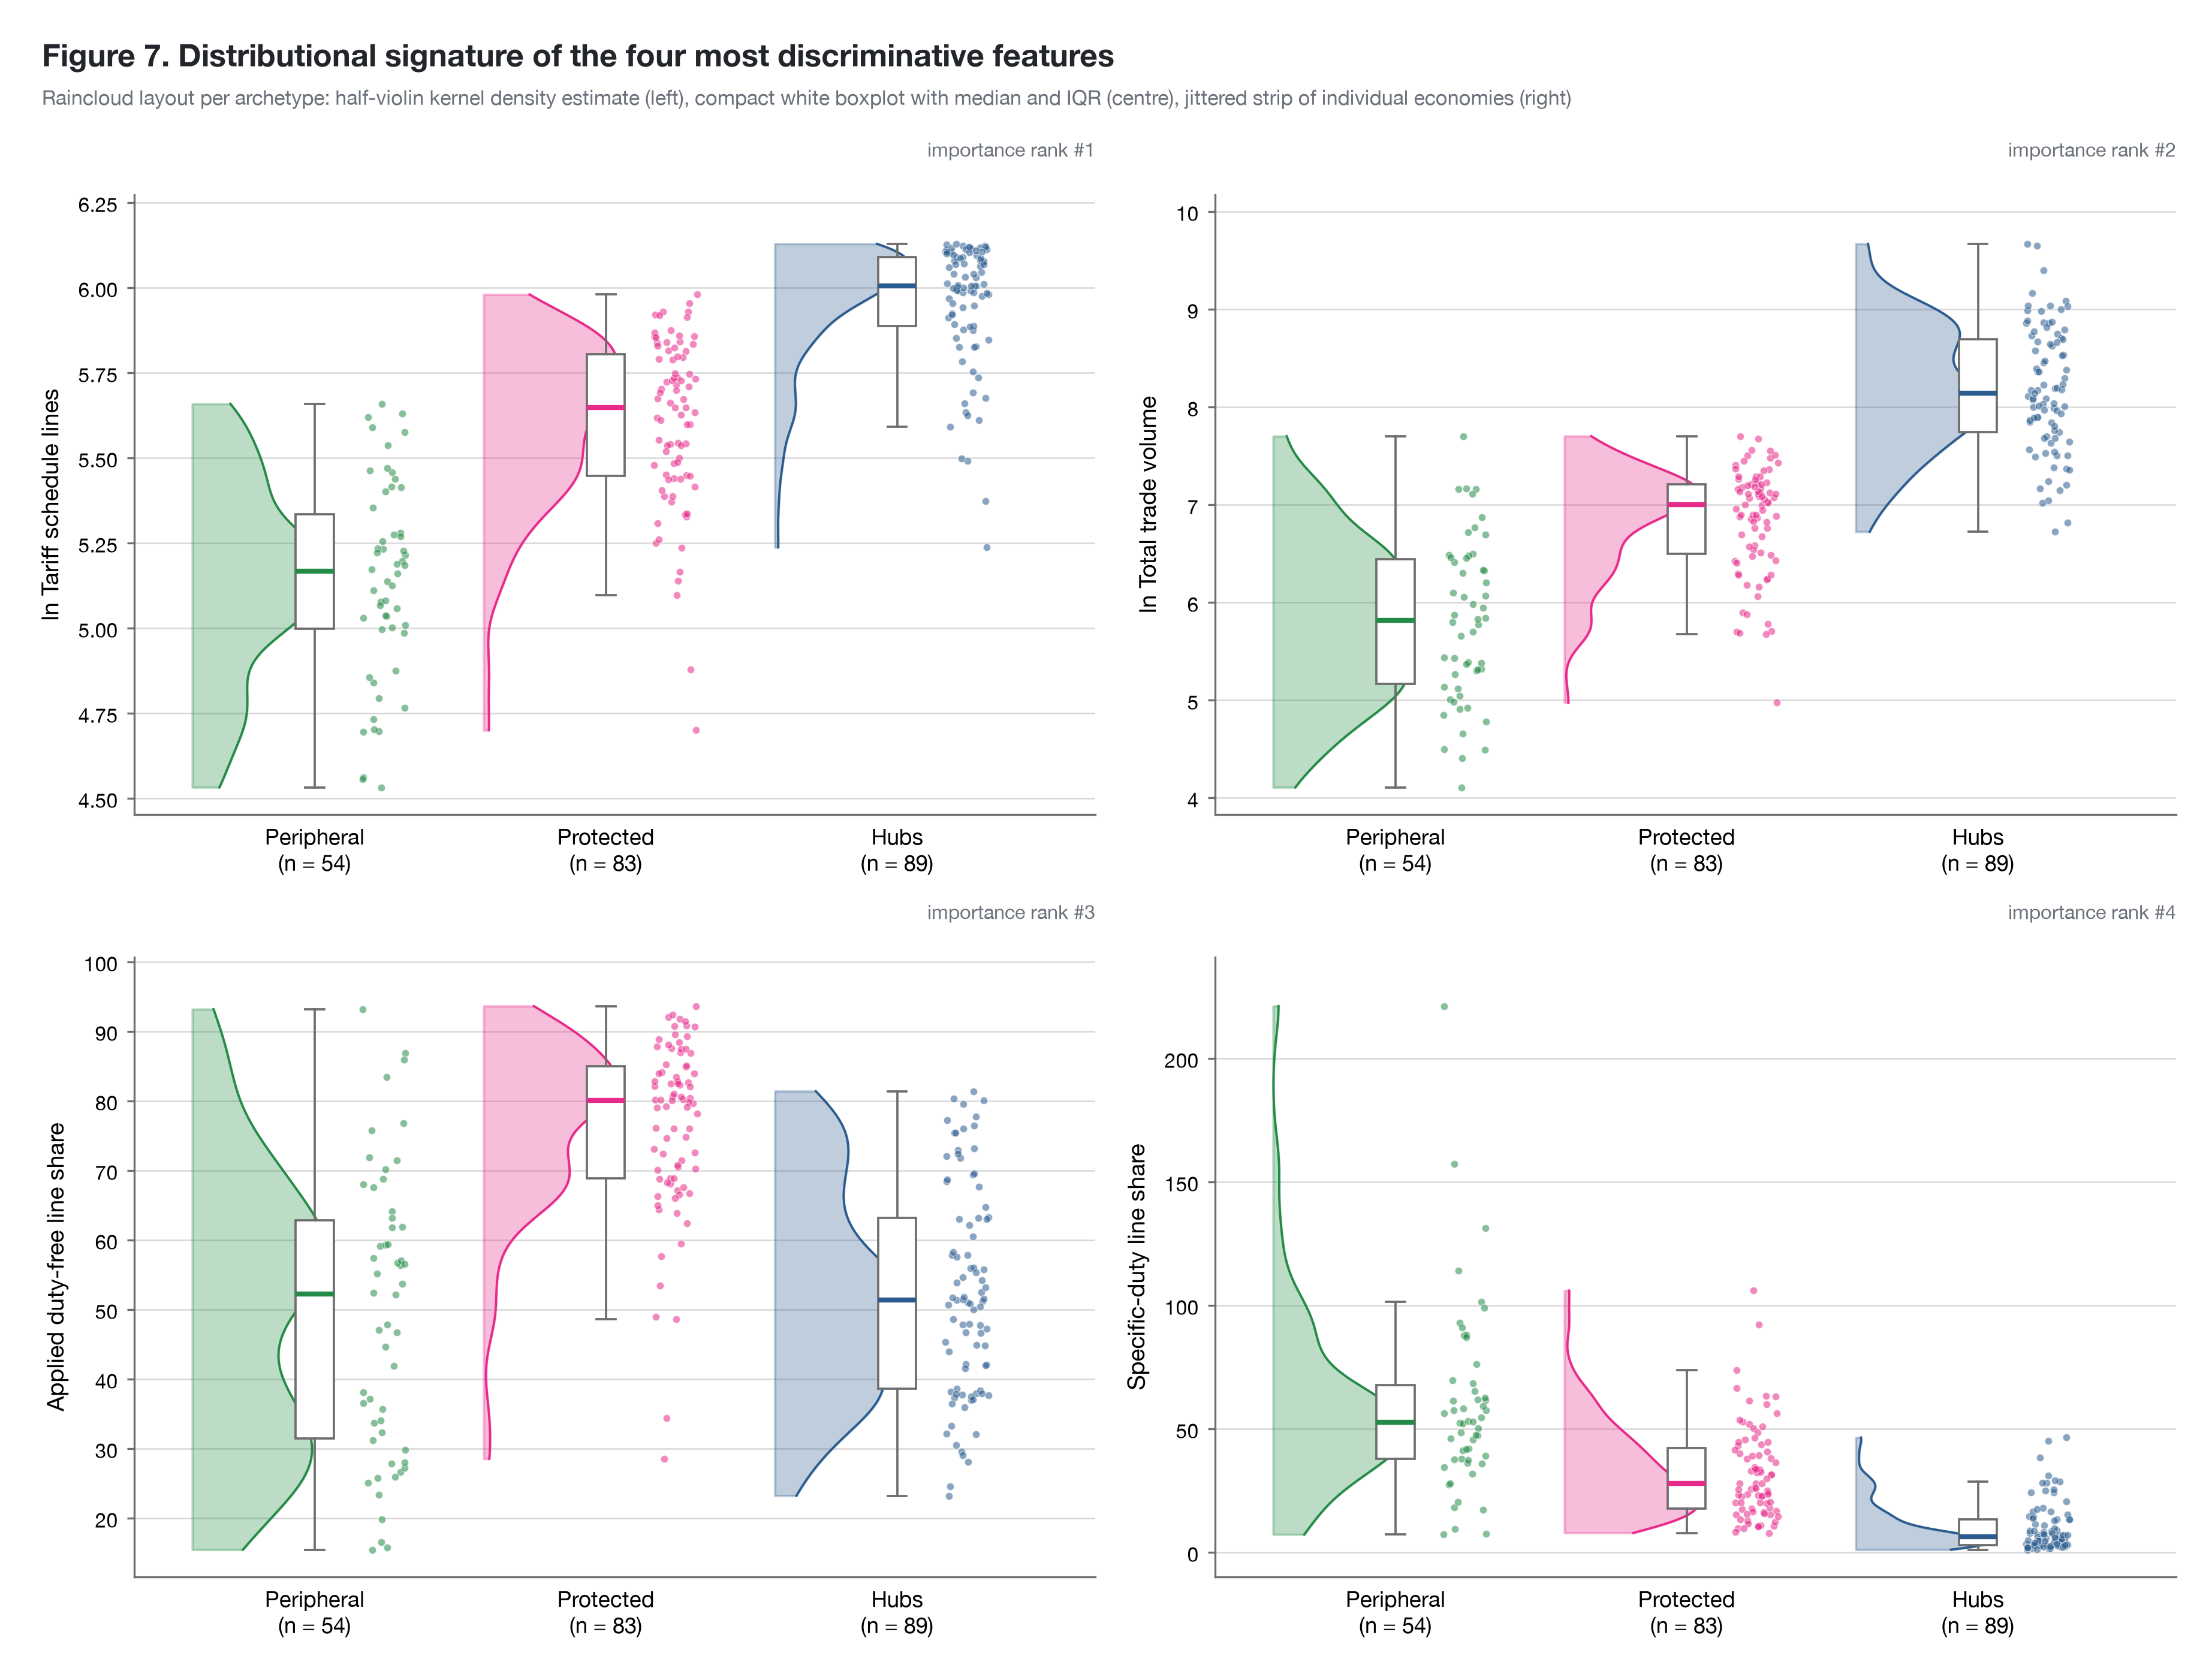 Figure 7. Distributional signature of the four most discriminative features
Raincloud layout per archetype: half-violin kernel density estimate (left), compact white boxplot with median and IQR (centre), jittered strip of individual economies (right)
importance rank #1
ln Tariff schedule lines
6.25
6.00
5.75
5.50
5.25
5.00
4.75
4.50
Peripheral
(n = 54)
Protected
(n = 83)
Hubs
(n = 89)
importance rank #2
ln Total trade volume
10
9
8
7
6
5
4
Peripheral
(n = 54)
Protected
(n = 83)
Hubs
(n = 89)
importance rank #3
Applied duty-free line share
100
90
80
70
60
50
40
30
20
Peripheral
(n = 54)
Protected
(n = 83)
Hubs
(n = 89)
importance rank #4
Specific-duty line share
200
150
100
50
0
Peripheral
(n = 54)
Protected
(n = 83)
Hubs
(n = 89)